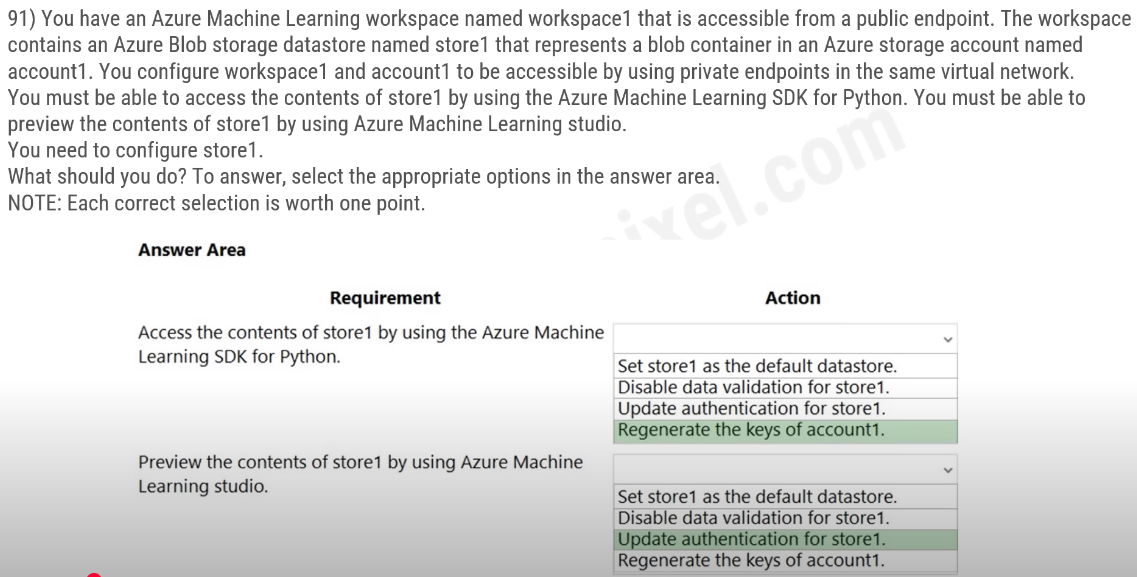 91) You have an Azure Machine Learning workspace named workspace1 that is accessible from a public endpoint. The workspace
contains an Azure Blob storage datastore named store1 that represents a blob container in an Azure storage account named
account1. You configure workspace1 and account1 to be accessible by using private endpoints in the same virtual network.
You must be able to access the contents of store1 by using the Azure Machine Learning SDK for Python. You must be able to
preview the contents of store1 by using Azure Machine Learning studio.
You need to configure store1.
What should you do? To answer, select the appropriate options in the answer area.
NOTE: Each correct selection is worth one point.
Answer Area
Requirement Action
Access the contents of store1 by using the Azure Machine
Learning SDK for Python.
Set store1 as the default datastore.
Disable data validation for store1.
Update authentication for store1.
Regenerate the keys of account1.
Preview the contents of store1 by using Azure Machine
Learning studio.
Set store1 as the default datastore.
Disable data validation for store1.
Update authentication for store1.
Regenerate the keys of account1.